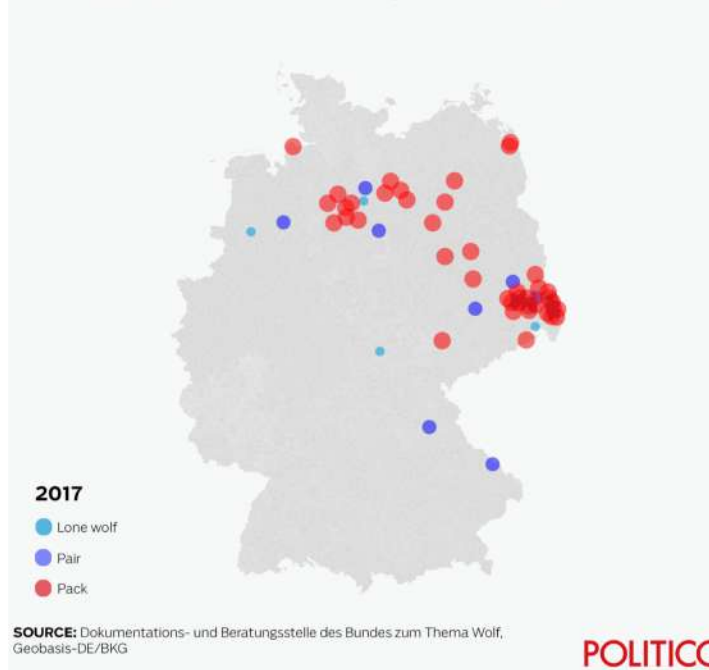 2017
Lone wolf
Pair
Pack
SOURCE: Dokumentations- und Beratungsstelle des Bundes zum Thema Wolf,
Geobasis-DE/BKG
POLITICO